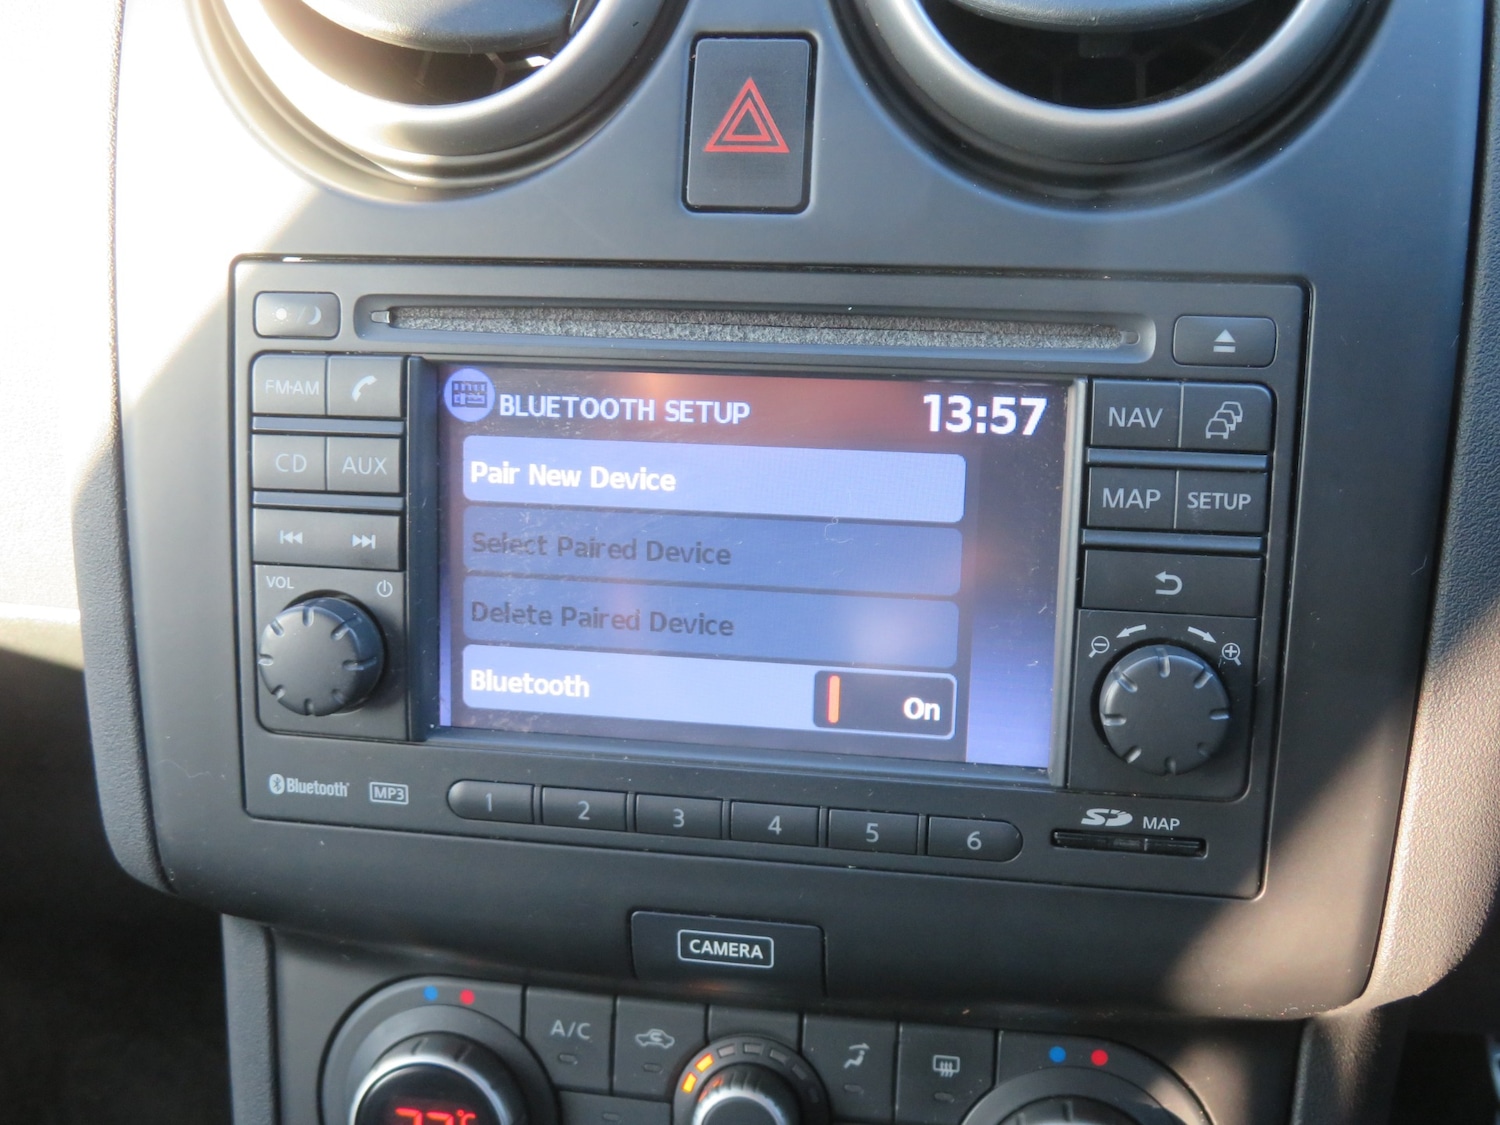 FM·AM
CD
AUX
VOL
BLUETOOTH SETUP
13:57
Pair New Device
Select Paired Device
Delete Paired Device
Bluetooth
On
NAV
MAP
SETUP
Bluetooth
MP3
1
2
3
4
5
6
SD
MAP
CAMERA
A/C